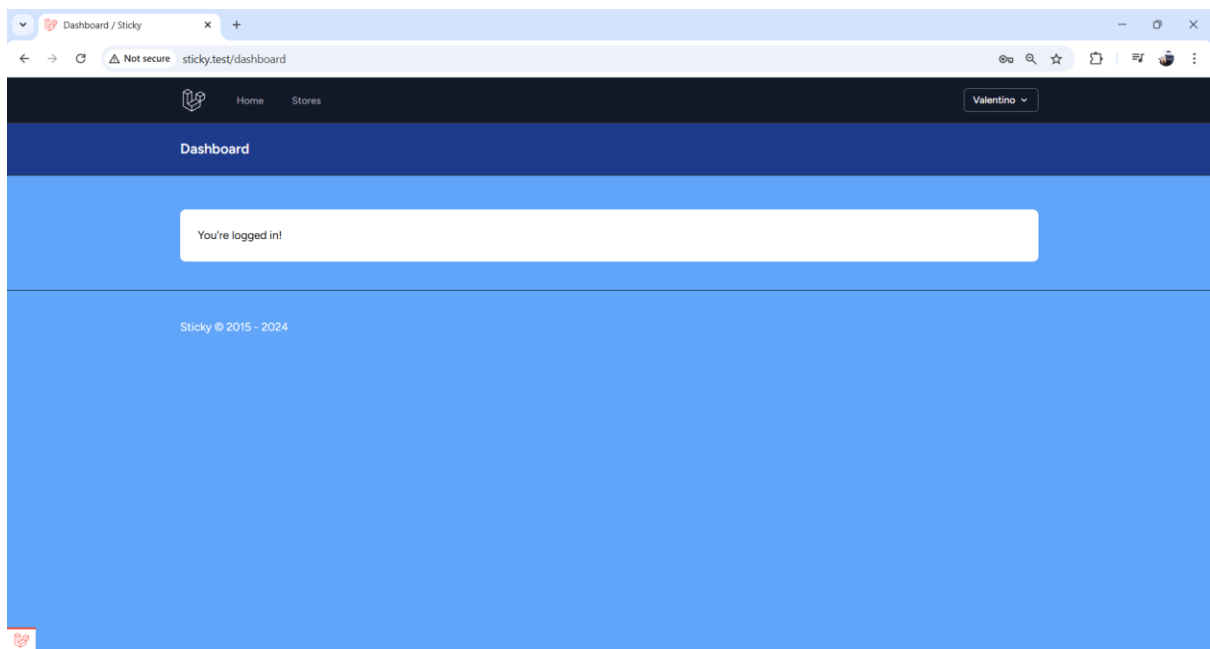 Dashboard / Sticky
Not secure sticky.test/dashboard
Home Stores Valentino
Dashboard
You're logged in!
Sticky © 2015 - 2024